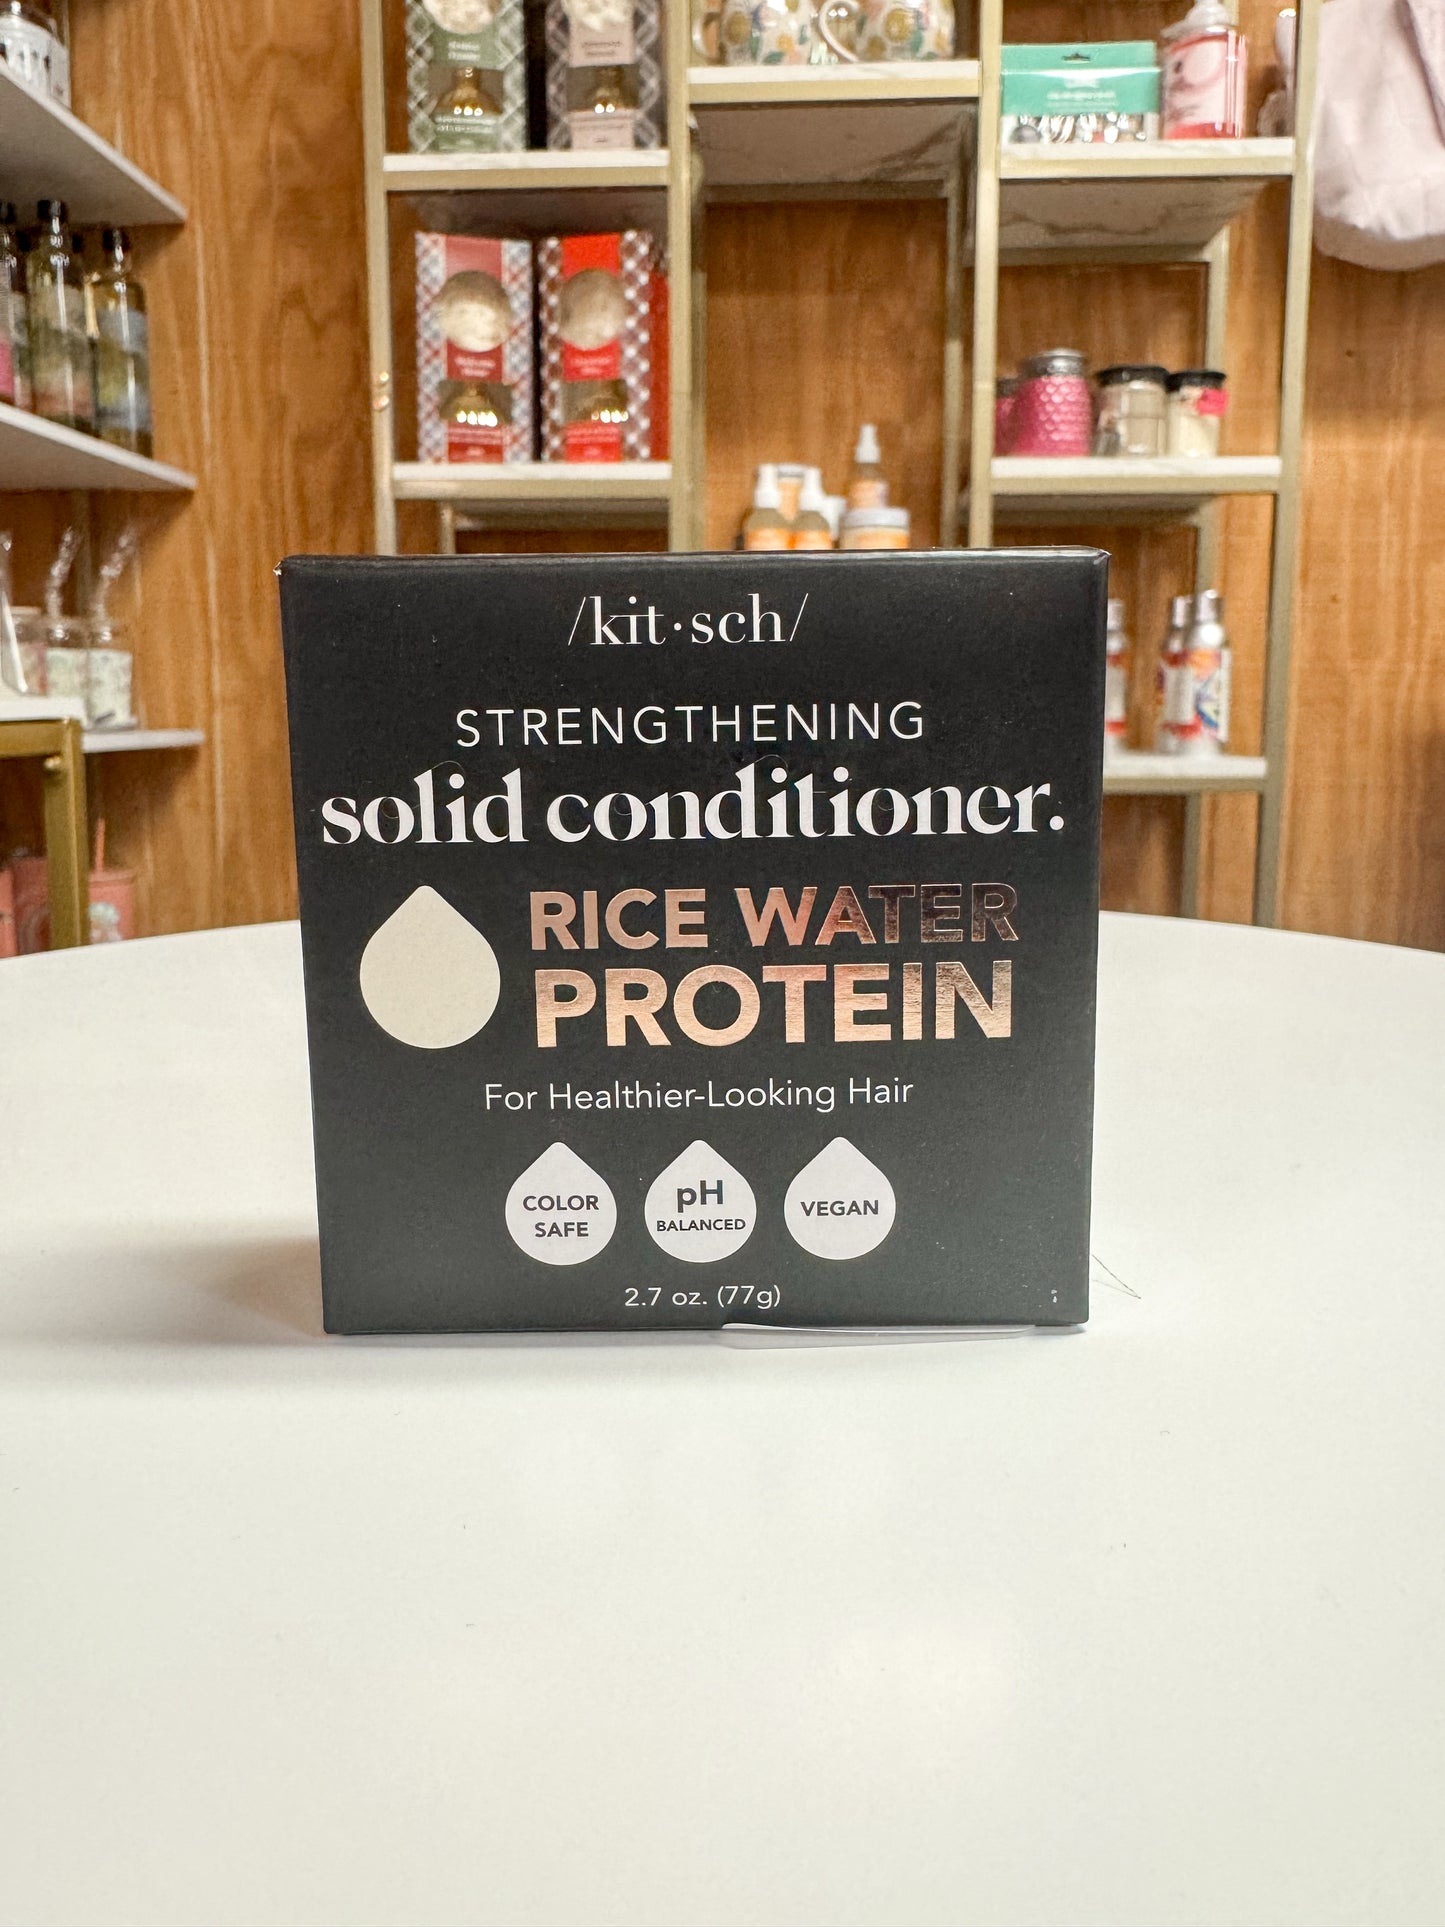 /kit·sch/
STRENGTHENING
solid conditioner.
RICE WATER
PROTEIN
For Healthier-Looking Hair
COLOR
SAFE
pH
BALANCED
VEGAN
2.7 oz. (77g)